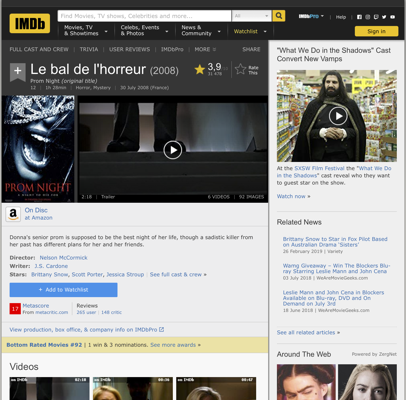 IMDb
Find Movies, TV shows, Celebrities and more...
All
IMDbPro
Help
Movies, TV & Showtimes
Celebs, Events & Photos
News & Community
Watchlist
Sign in
FULL CAST AND CREW | TRIVIA | USER REVIEWS | IMDbPro | MORE
SHARE
Le bal de l'horreur (2008)
Prom Night (original title)
12 | 1h 28min | Horror, Mystery | 30 July 2008 (France)
3,9
Rate This
PROM NIGHT
2:18 | Trailer
6 VIDEOS | 92 IMAGES
On Disc
at Amazon
Donna's senior prom is supposed to be the best night of her life, though a sadistic killer from
her past has different plans for her and her friends.
Director: Nelson McCormick
Writer: J.S. Cardone
Stars: Brittany Snow, Scott Porter, Jessica Stroup | See full cast & crew »
+ Add to Watchlist
17
Metascore
From metacritic.com
Reviews
265 user | 148 critic
View production, box office, & company info on IMDbPro
Bottom Rated Movies #92 | 1 win & 3 nominations. See more awards »
Videos
"What We Do in the Shadows" Cast
Convert New Vamps
At the SXSW Film Festival the "What We
Do in the Shadows" cast reveal who they
want to guest star on the show.
Watch now »
Related News
Brittany Snow to Star in Fox Pilot Based
on Australian Drama 'Sisters'
26 February 2019 | Variety
Wamg Giveaway – Win The Blockers Blu-
ray Starring Leslie Mann and John Cena
03 July 2018 | WeAreMovieGeeks.com
Leslie Mann and John Cena in Blockers
Available on Blu-ray, DVD and On
Demand on July 3rd
18 June 2018 | WeAreMovieGeeks.com
See all related articles »
Around The Web
Powered by ZergNet